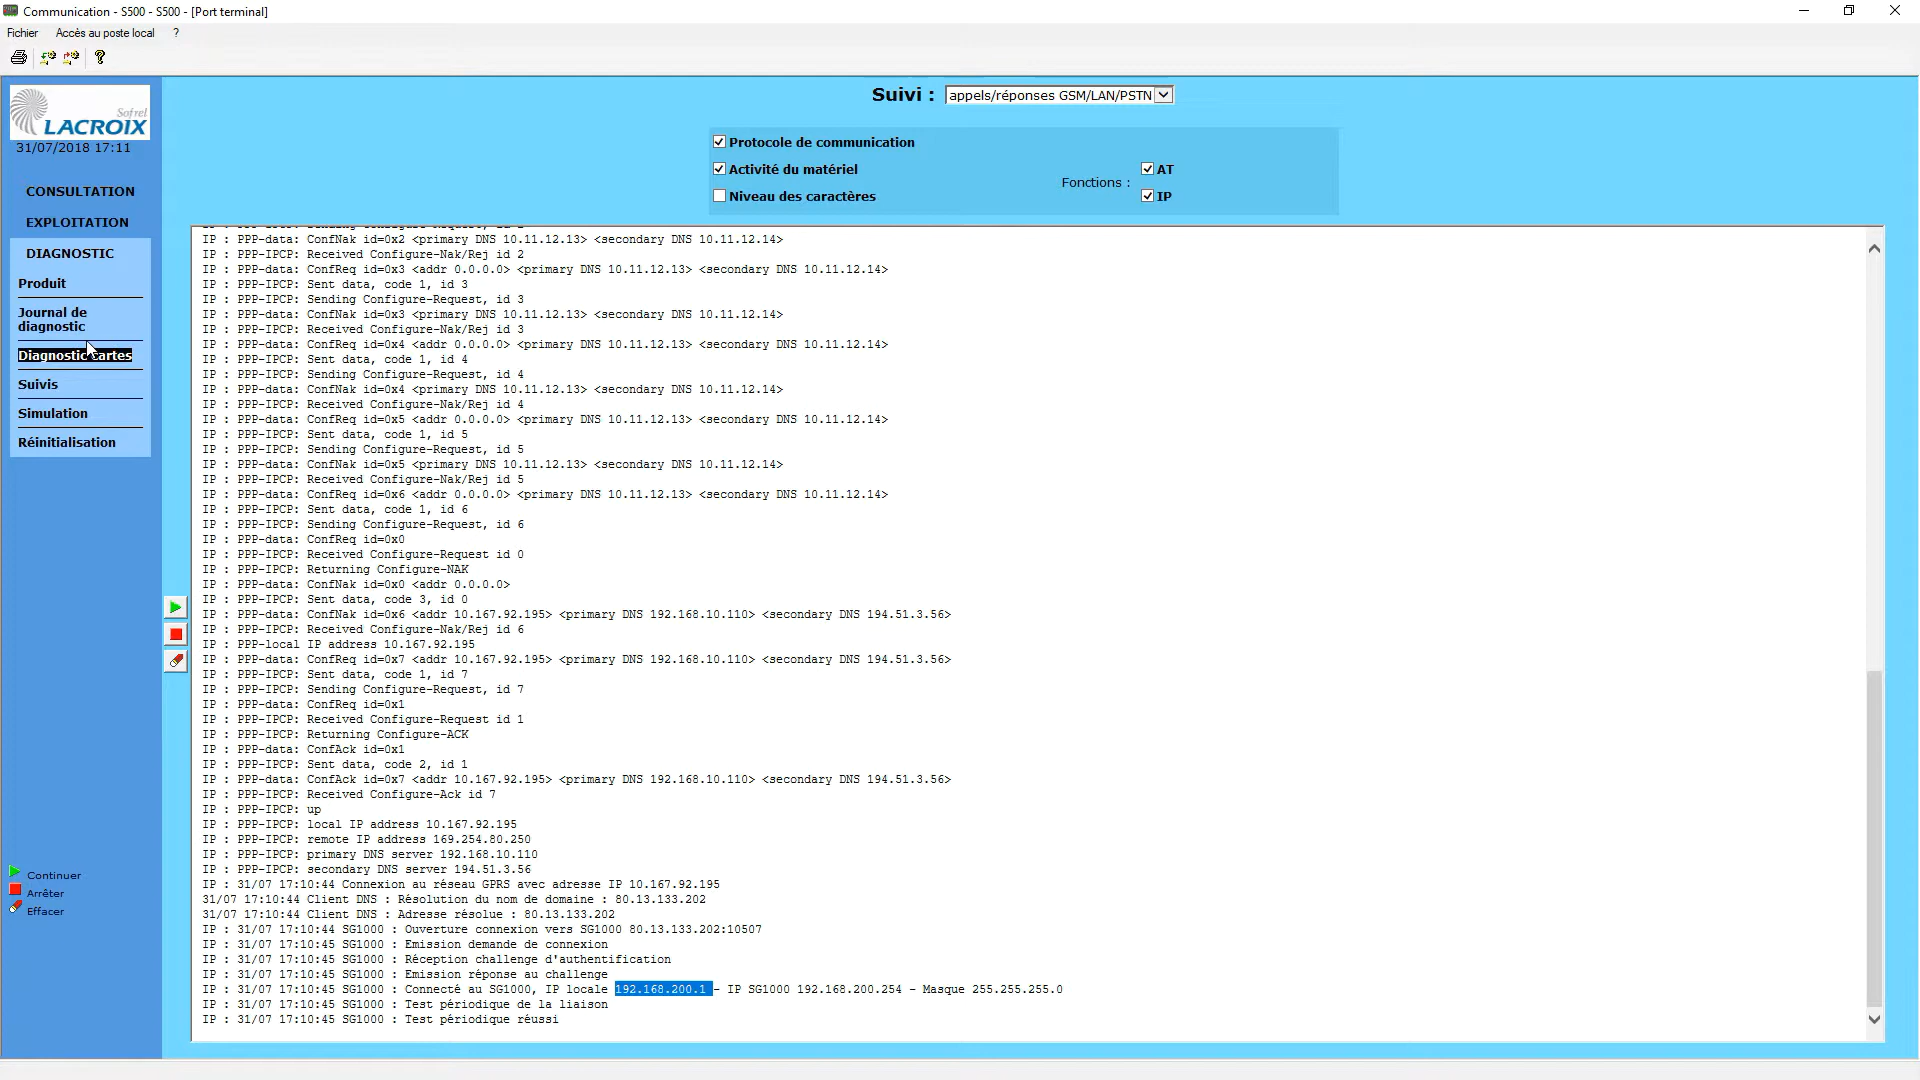 Communication - S500 - S500 - [Port terminal]
Fichier Accès au poste local ?
Sofrel
LACROIX
31/07/2018 17:11
CONSULTATION
EXPLOITATION
DIAGNOSTIC
Produit
Journal de
diagnostic
Diagnostic cartes
Suivis
Simulation
Réinitialisation
Continuer
Arrêter
Effacer
Suivi : appels/réponses GSM/LAN/PSTN
Protocole de communication
Activité du matériel
Niveau des caractères
Fonctions :
AT
IP
IP : PPP-data: ConfNak id=0x2 <primary DNS 10.11.12.13> <secondary DNS 10.11.12.14>
IP : PPP-IPCP: Received Configure-Nak/Rej id 2
IP : PPP-data: ConfReq id=0x3 <addr 0.0.0.0> <primary DNS 10.11.12.13> <secondary DNS 10.11.12.14>
IP : PPP-IPCP: Sent data, code 1, id 3
IP : PPP-IPCP: Sending Configure-Request, id 3
IP : PPP-data: ConfNak id=0x3 <primary DNS 10.11.12.13> <secondary DNS 10.11.12.14>
IP : PPP-IPCP: Received Configure-Nak/Rej id 3
IP : PPP-data: ConfReq id=0x4 <addr 0.0.0.0> <primary DNS 10.11.12.13> <secondary DNS 10.11.12.14>
IP : PPP-IPCP: Sent data, code 1, id 4
IP : PPP-IPCP: Sending Configure-Request, id 4
IP : PPP-data: ConfNak id=0x4 <primary DNS 10.11.12.13> <secondary DNS 10.11.12.14>
IP : PPP-IPCP: Received Configure-Nak/Rej id 4
IP : PPP-data: ConfReq id=0x5 <addr 0.0.0.0> <primary DNS 10.11.12.13> <secondary DNS 10.11.12.14>
IP : PPP-IPCP: Sent data, code 1, id 5
IP : PPP-IPCP: Sending Configure-Request, id 5
IP : PPP-data: ConfNak id=0x5 <primary DNS 10.11.12.13> <secondary DNS 10.11.12.14>
IP : PPP-IPCP: Received Configure-Nak/Rej id 5
IP : PPP-data: ConfReq id=0x6 <addr 0.0.0.0> <primary DNS 10.11.12.13> <secondary DNS 10.11.12.14>
IP : PPP-IPCP: Sent data, code 1, id 6
IP : PPP-IPCP: Sending Configure-Request, id 6
IP : PPP-data: ConfReq id=0x0
IP : PPP-IPCP: Received Configure-Request id 0
IP : PPP-IPCP: Returning Configure-NAK
IP : PPP-data: ConfNak id=0x0 <addr 0.0.0.0>
IP : PPP-IPCP: Sent data, code 3, id 0
IP : PPP-data: ConfNak id=0x6 <addr 10.167.92.195> <primary DNS 192.168.10.110> <secondary DNS 194.51.3.56>
IP : PPP-IPCP: Received Configure-Nak/Rej id 6
IP : PPP-local IP address 10.167.92.195
IP : PPP-data: ConfReq id=0x7 <addr 10.167.92.195> <primary DNS 192.168.10.110> <secondary DNS 194.51.3.56>
IP : PPP-IPCP: Sent data, code 1, id 7
IP : PPP-IPCP: Sending Configure-Request, id 7
IP : PPP-data: ConfReq id=0x1
IP : PPP-IPCP: Received Configure-Request id 1
IP : PPP-IPCP: Returning Configure-ACK
IP : PPP-data: ConfAck id=0x1
IP : PPP-IPCP: Sent data, code 2, id 1
IP : PPP-data: ConfAck id=0x7 <addr 10.167.92.195> <primary DNS 192.168.10.110> <secondary DNS 194.51.3.56>
IP : PPP-IPCP: Received Configure-Ack id 7
IP : PPP-IPCP: up
IP : PPP-IPCP: local IP address 10.167.92.195
IP : PPP-IPCP: remote IP address 169.254.80.250
IP : PPP-IPCP: primary DNS server 192.168.10.110
IP : PPP-IPCP: secondary DNS server 194.51.3.56
IP : 31/07 17:10:44 Connexion au réseau GPRS avec adresse IP 10.167.92.195
31/07 17:10:44 Client DNS : Résolution du nom de domaine : 80.13.133.202
31/07 17:10:44 Client DNS : Adresse résolue : 80.13.133.202
IP : 31/07 17:10:44 SG1000 : Ouverture connexion vers SG1000 80.13.133.202:10507
IP : 31/07 17:10:45 SG1000 : Emission demande de connexion
IP : 31/07 17:10:45 SG1000 : Réception challenge d'authentification
IP : 31/07 17:10:45 SG1000 : Emission réponse au challenge
IP : 31/07 17:10:45 SG1000 : Connecté au SG1000, IP locale 192.168.200.1 - IP SG1000 192.168.200.254 - Masque 255.255.255.0
IP : 31/07 17:10:45 SG1000 : Test périodique de la liaison
IP : 31/07 17:10:45 SG1000 : Test périodique réussi